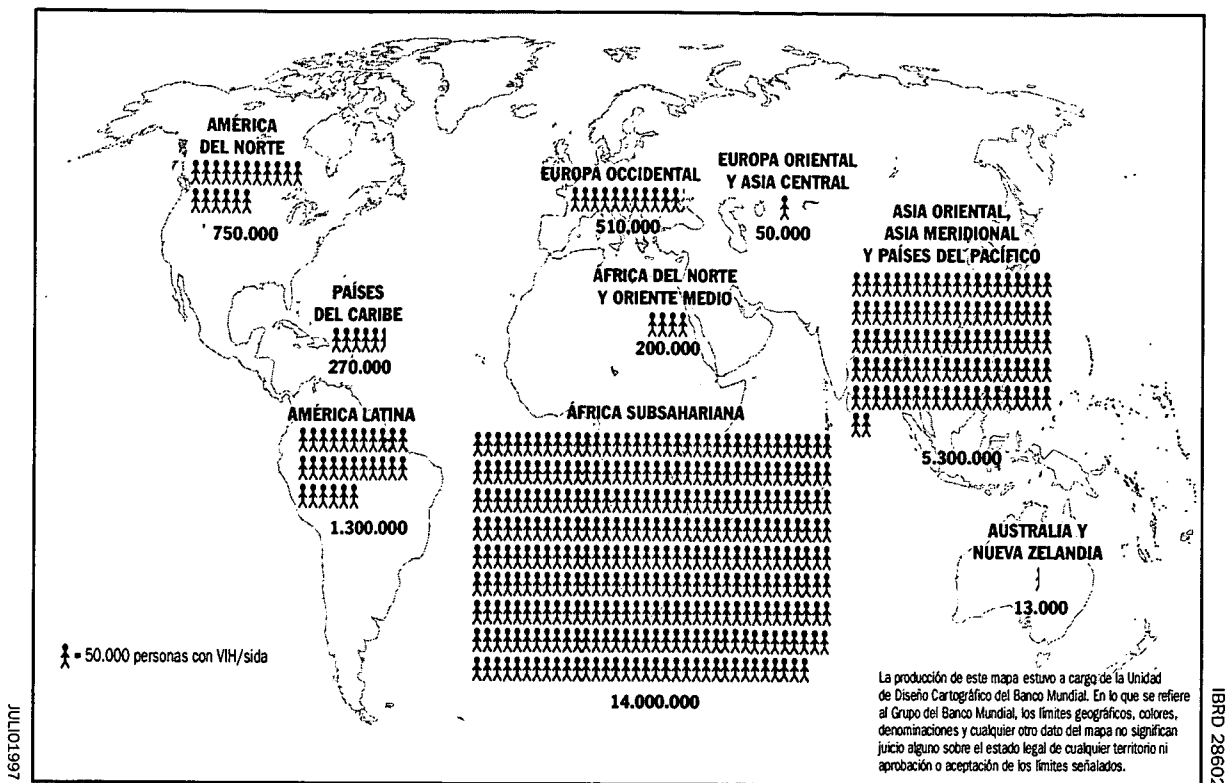 AMÉRICA
DEL NORTE
750.000
EUROPA OCCIDENTAL
510.000
EUROPA ORIENTAL
Y ASIA CENTRAL
50.000
ASIA ORIENTAL,
ASIA MERIDIONAL
Y PAÍSES DEL PACÍFICO
5.300.000
PAÍSES
DEL CARIBE
270.000
ÁFRICA DEL NORTE
Y ORIENTE MEDIO
200.000
AMÉRICA LATINA
1.300.000
ÁFRICA SUBSAHARIANA
14.000.000
AUSTRALIA Y
NUEVA ZELANDIA
13.000
= 50.000 personas con VIH/sida
La producción de este mapa estuvo a cargo de la Unidad
de Diseño Cartográfico del Banco Mundial. En lo que se refiere
al Grupo del Banco Mundial, los límites geográficos, colores,
denominaciones y cualquier otro dato del mapa no significan
juicio alguno sobre el estado legal de cualquier territorio ni
aprobación o aceptación de los límites señalados.
JULIO1997
IBRD 28602